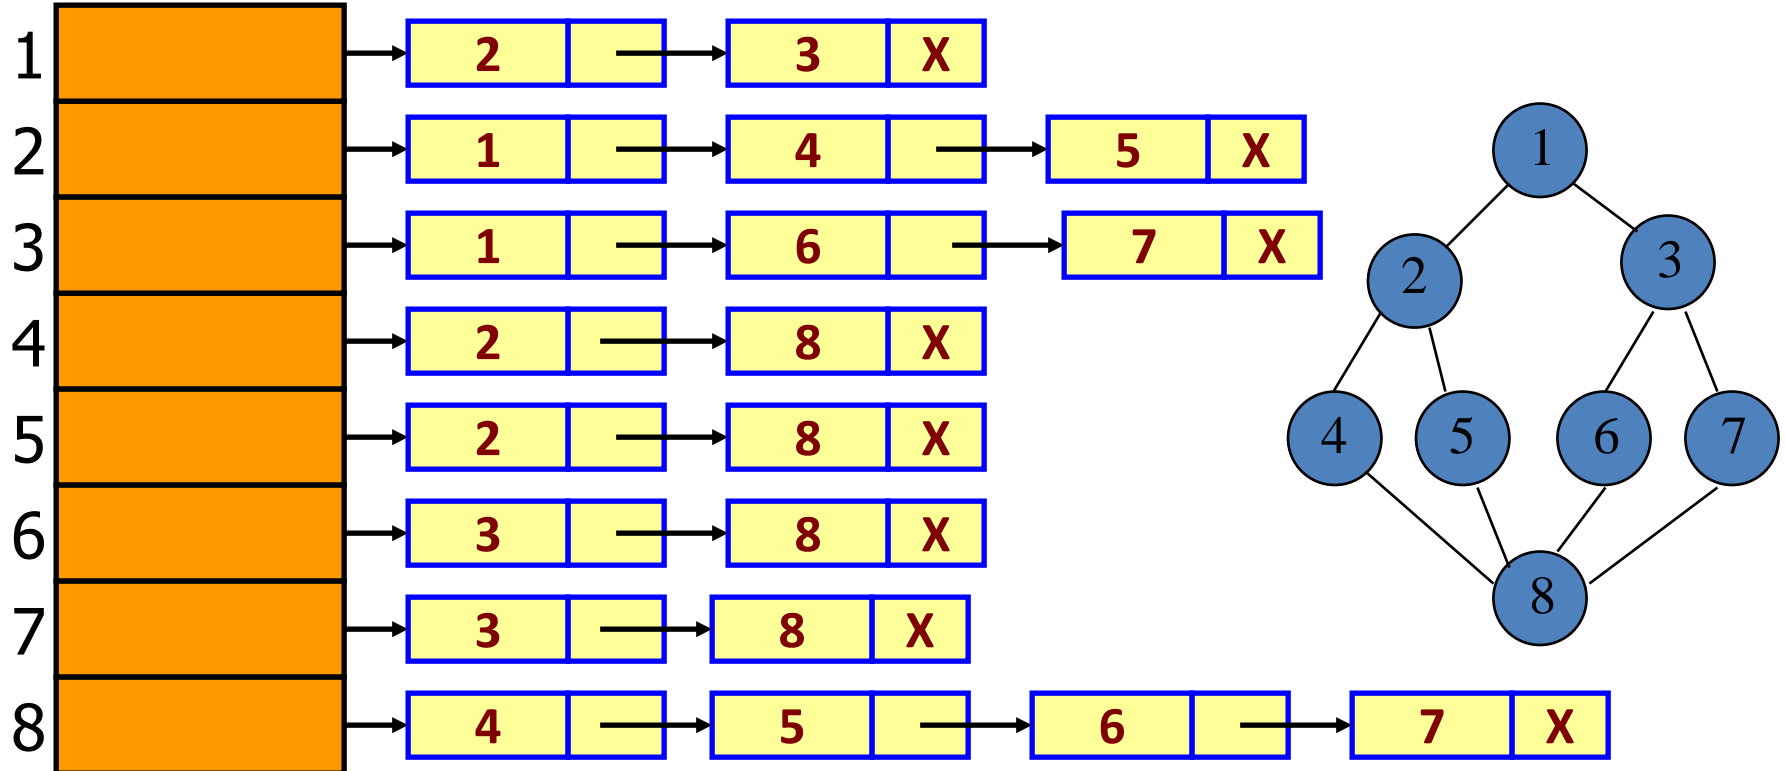 1 2 3 X
2 1 4 5 X
3 1 6 7 X
4 2 8 X
5 2 8 X
6 3 8 X
7 3 8 X
8 4 5 6 7 X
1
2 3
4 5 6 7
8